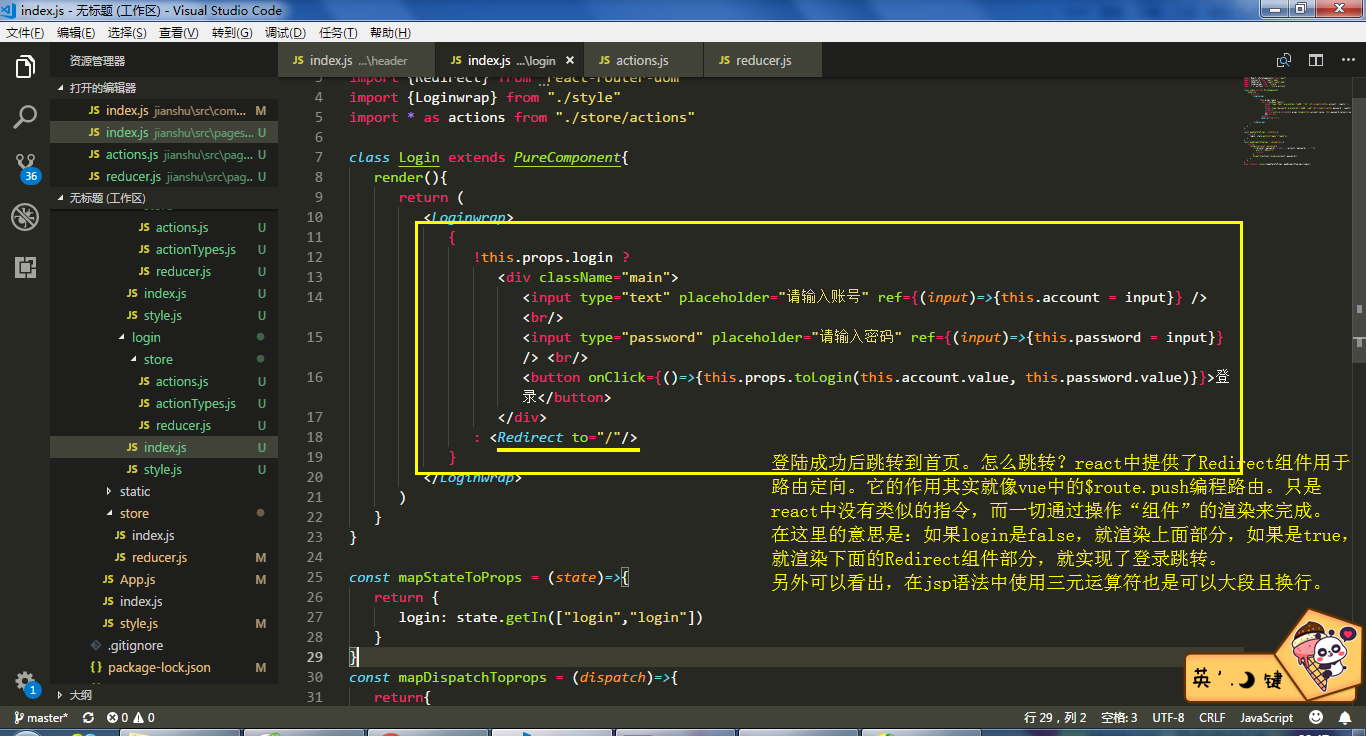 index.js - 无标题 (工作区) - Visual Studio Code
文件(F) 编辑(E) 选择(S) 查看(V) 转到(G) 调试(D) 任务(T) 帮助(H)
资源管理器
JS index.js ...\header JS index.js ...\login × JS actions.js JS reducer.js
打开的编辑器
JS index.js jianshu\src\com... M
JS index.js jianshu\src\pages... U
JS actions.js jianshu\src\pag... U
JS reducer.js jianshu\src\pag... U
36
无标题 (工作区)
JS actions.js U
JS actionTypes.js U
JS reducer.js U
JS index.js U
JS style.js U
login
store
JS actions.js U
JS actionTypes.js U
JS reducer.js U
JS index.js U
JS style.js U
static
store
JS index.js
JS reducer.js M
JS App.js M
JS index.js
JS style.js M
.gitignore
{} package-lock.json M
大纲
1
3 import {Redirect} from "react-router-dom"
4 import {Loginwrap} from "./style"
5 import * as actions from "./store/actions"
6
7 class Login extends PureComponent{
8 render(){
9 return (
10 <Loginwrap>
11 {
12 !this.props.login ?
13 <div className="main">
14 <input type="text" placeholder="请输入账号" ref={(input)=>{this.account = input}} />
<br/>
15 <input type="password" placeholder="请输入密码" ref={(input)=>{this.password = input}}
/> <br/>
16 <button onClick={()=>{this.props.toLogin(this.account.value, this.password.value)}}>登
录</button>
17 </div>
18 : <Redirect to="/"/>
19 }
20 </Loginwrap>
21 )
22 }
23 }
24
25 const mapStateToProps = (state)=>{
26 return {
27 login: state.getIn(["login","login"])
28 }
29 }
30 const mapDispatchToprops = (dispatch)=>{
31 return{
登陆成功后跳转到首页。怎么跳转？react中提供了Redirect组件用于
路由定向。它的作用其实就像vue中的$route.push编程路由。只是
react中没有类似的指令，而一切通过操作“组件”的渲染来完成。
在这里的意思是：如果login是false，就渲染上面部分，如果是true，
就渲染下面的Redirect组件部分，就实现了登录跳转。
另外可以看出，在jsp语法中使用三元运算符也是可以大段且换行。
英 键
master* 0 0 行 29，列 2 空格: 3 UTF-8 CRLF JavaScript